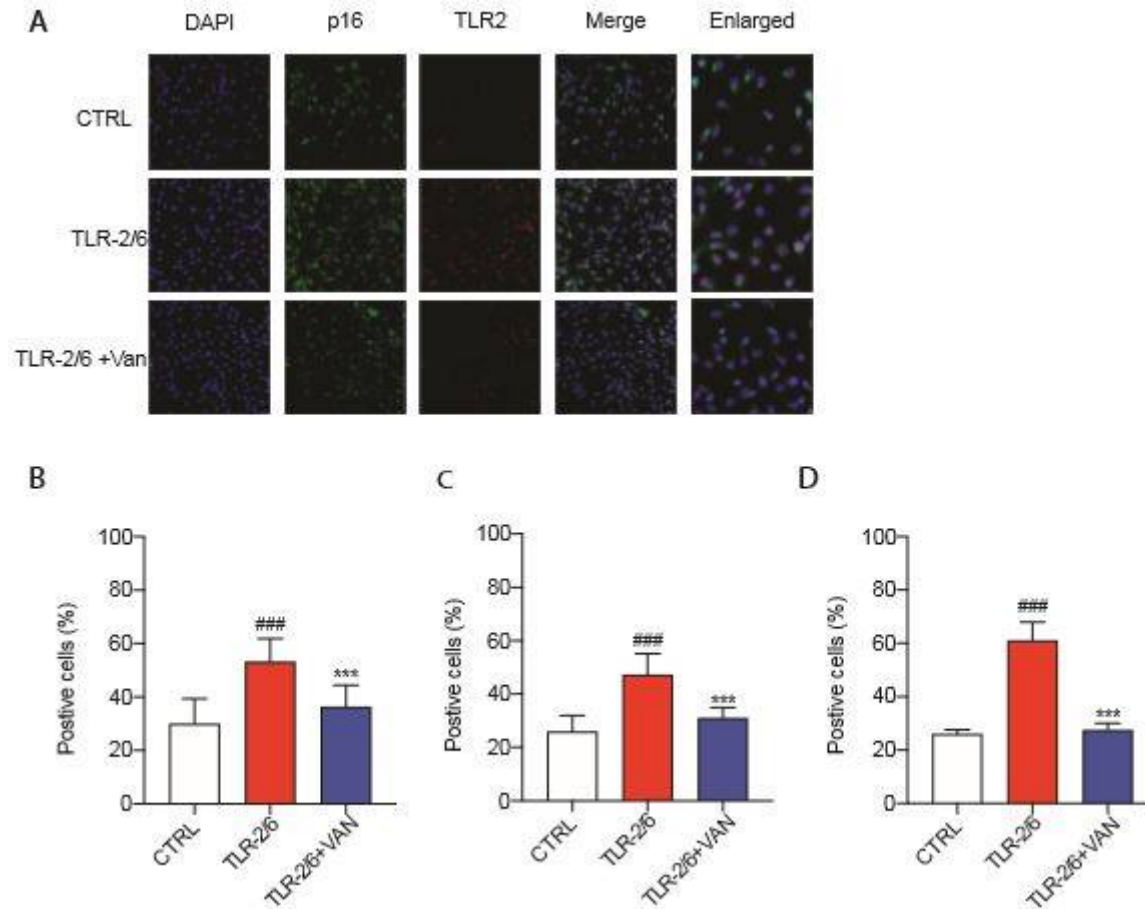 A
DAPI p16 TLR2 Merge Enlarged
CTRL
TLR-2/6
TLR-2/6 +Van
B
Postive cells (%)
100
80
60
40
20
0
###
***
CTRL
TLR-2/6
TLR-2/6+VAN
C
Postive cells (%)
100
80
60
40
20
0
###
***
CTRL
TLR-2/6
TLR-2/6+VAN
D
Postive cells (%)
100
80
60
40
20
0
###
***
CTRL
TLR-2/6
TLR-2/6+VAN